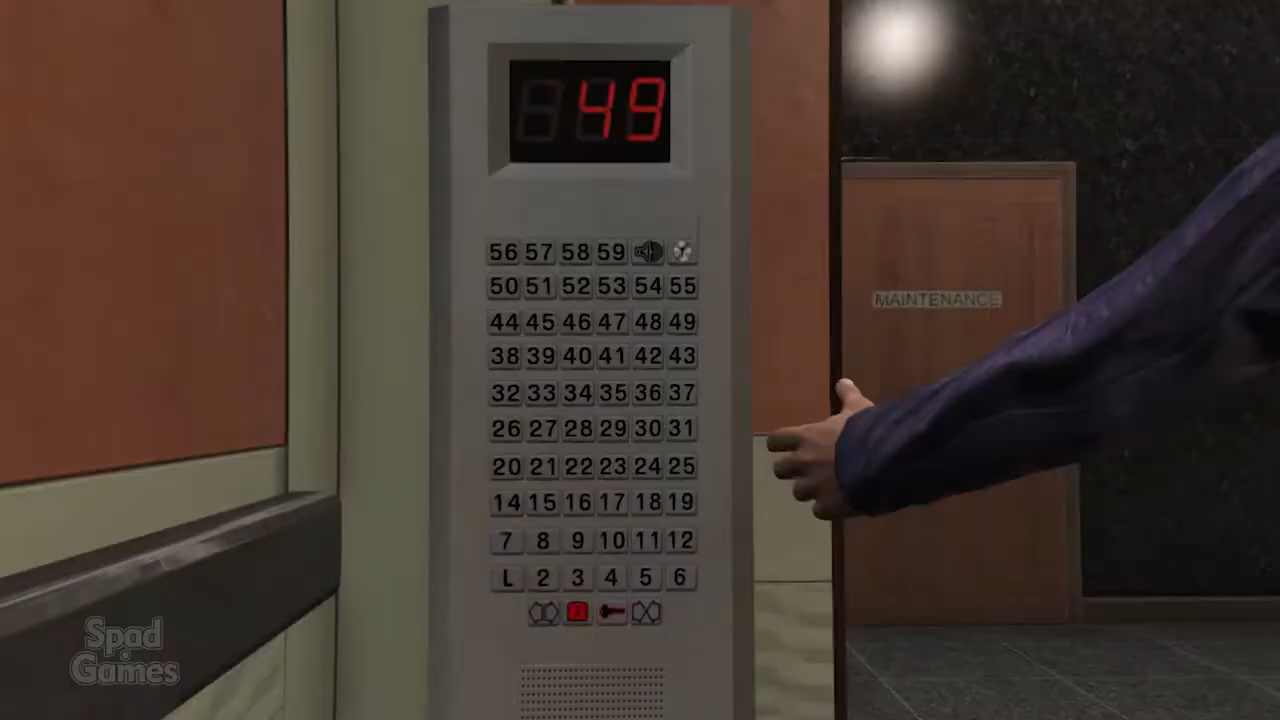 49
56 57 58 59
50 51 52 53 54 55
44 45 46 47 48 49
38 39 40 41 42 43
32 33 34 35 36 37
26 27 28 29 30 31
20 21 22 23 24 25
14 15 16 17 18 19
7 8 9 10 11 12
L 2 3 4 5 6
MAINTENANCE
Spad
Games